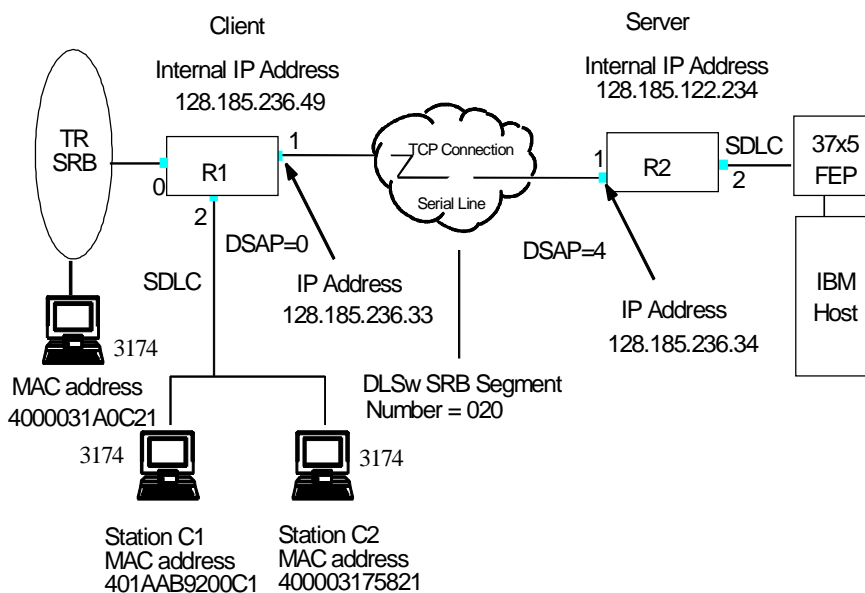 Client
Server
Internal IP Address
128.185.236.49
Internal IP Address
128.185.122.234
TR
SRB
0
R1
1
2
TCP Connection
Serial Line
1
R2
2
SDLC
37x5
FEP
DSAP=0
DSAP=4
SDLC
IP Address
128.185.236.33
IP Address
128.185.236.34
IBM
Host
3174
MAC address
4000031A0C21
DLSw SRB Segment
Number = 020
3174
3174
Station C1
MAC address
401AAB9200C1
Station C2
MAC address
400003175821